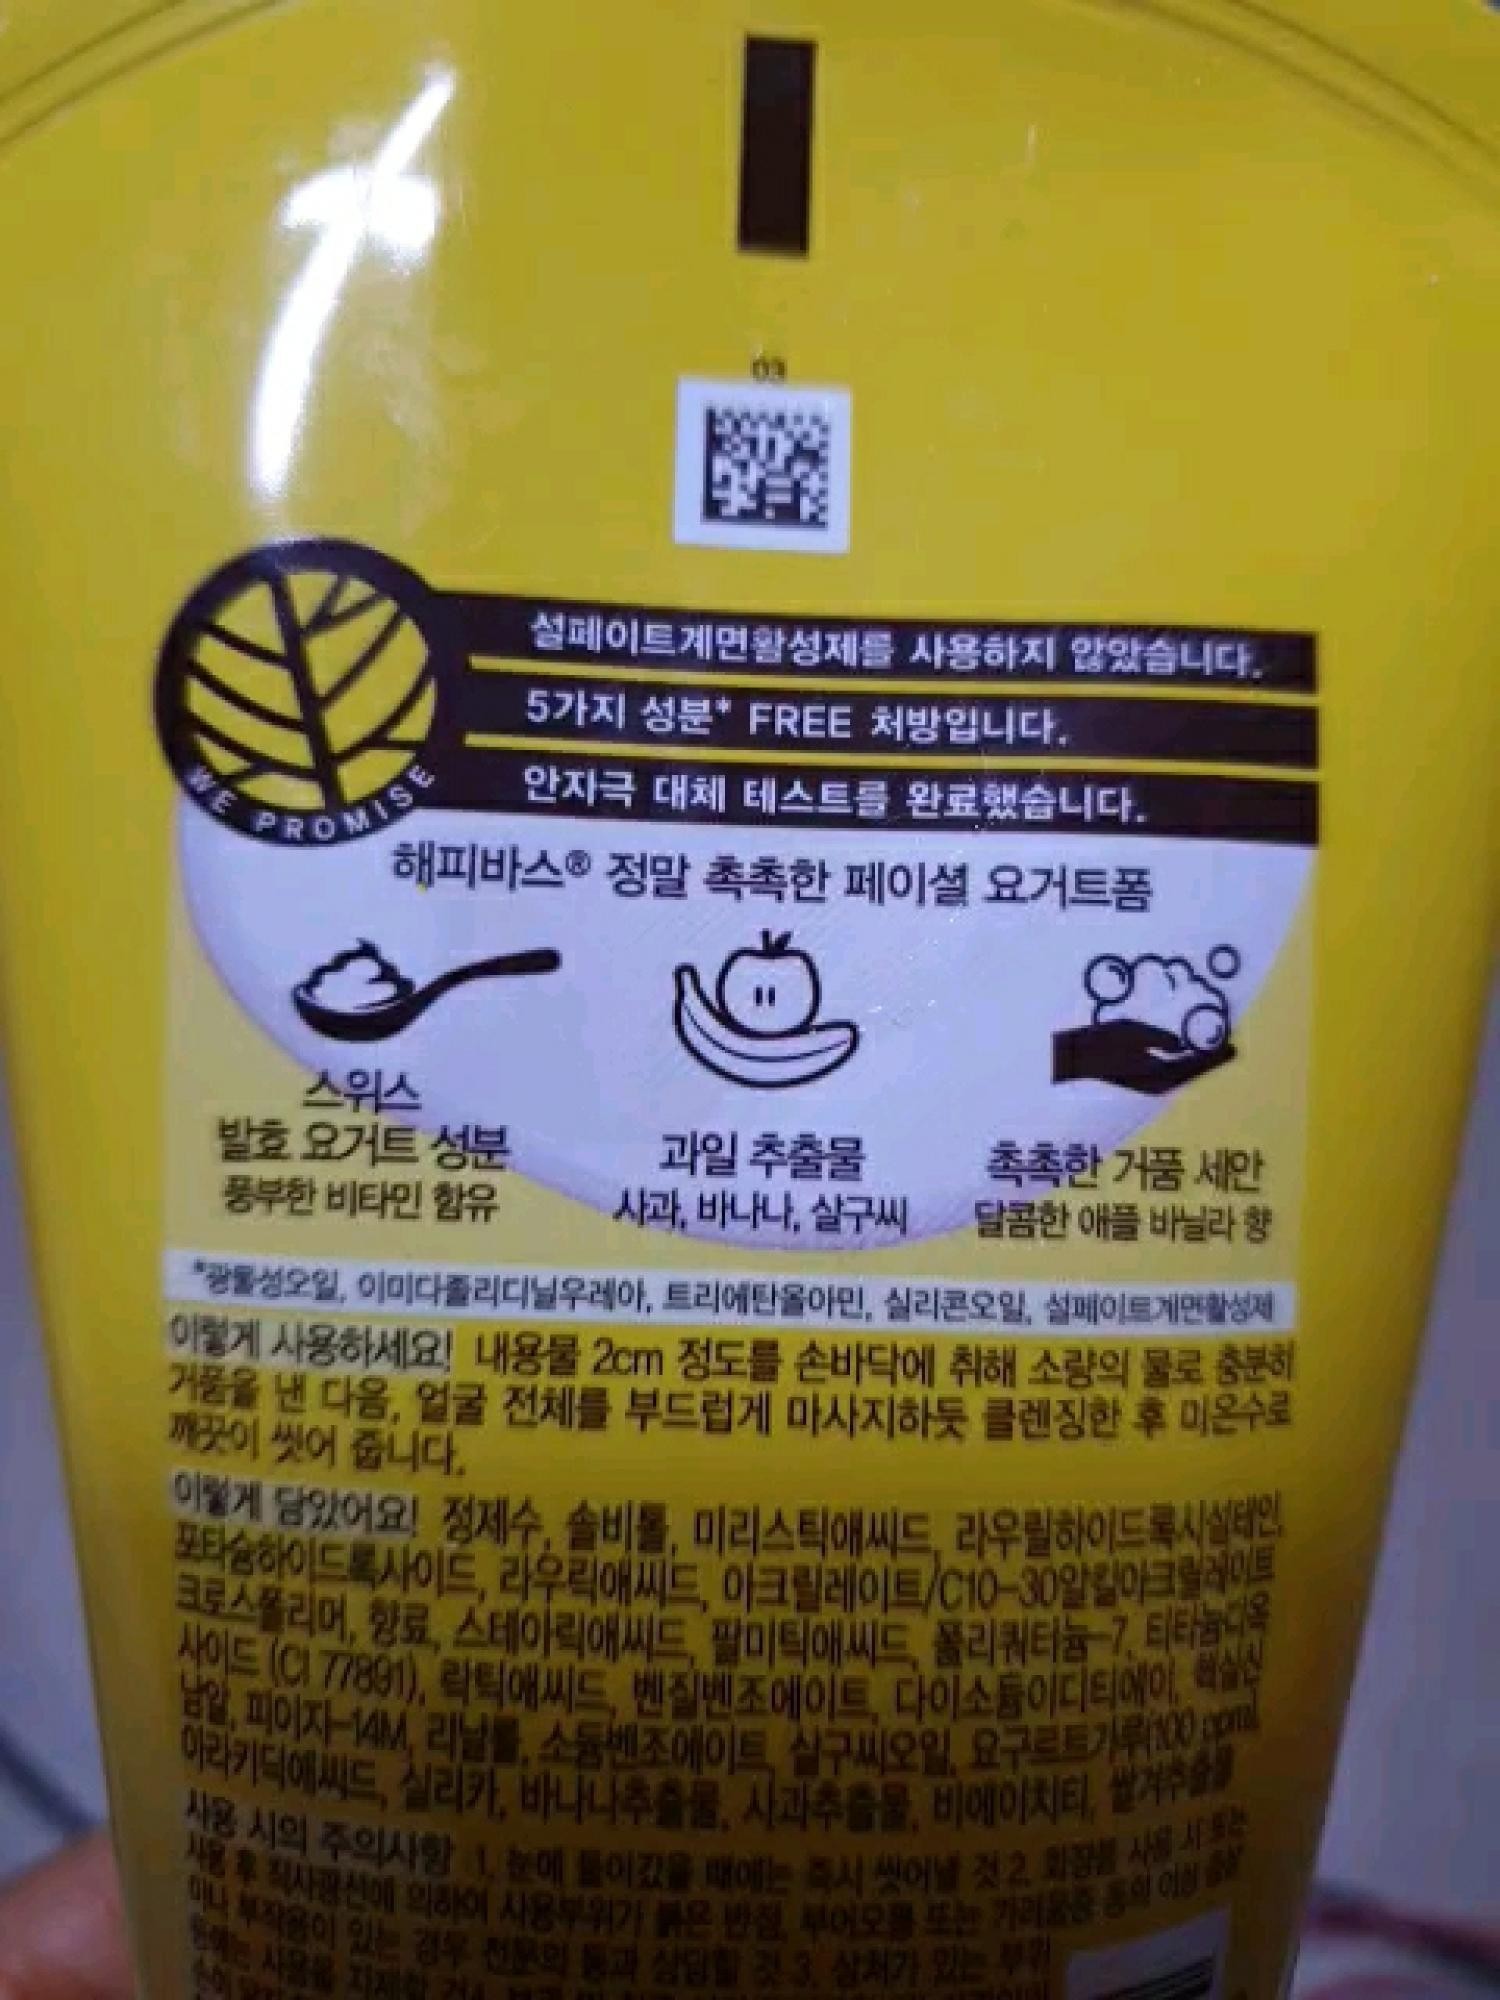 03
설페이트계면활성제를 사용하지 않았습니다.
5가지 성분* FREE 처방입니다.
안자극 대체 테스트를 완료했습니다.
WE PROMISE
해피바스® 정말 촉촉한 페이셜 요거트폼
스위스
발효 요거트 성분
풍부한 비타민 함유
과일 추출물
사과, 바나나, 살구씨
촉촉한 거품 세안
달콤한 애플 바닐라 향
*광물성오일, 이미다졸리디닐우레아, 트리에탄올아민, 실리콘오일, 설페이트계면활성제
이렇게 사용하세요! 내용물 2cm 정도를 손바닥에 취해 소량의 물로 충분히
거품을 낸 다음, 얼굴 전체를 부드럽게 마사지하듯 클렌징한 후 미온수로
깨끗이 씻어 줍니다.
이렇게 담았어요! 정제수, 솔비톨, 미리스틱애씨드, 라우릴하이드록시설테인,
포타슘하이드록사이드, 라우릭애씨드, 아크릴레이트/C10-30알킬아크릴레이트
크로스폴리머, 향료, 스테아릭애씨드, 팔미틱애씨드, 폴리쿼터늄-7, 티타늄디옥
사이드 (CI 77891), 락틱애씨드, 벤질벤조에이트, 다이소듐이디티에이, 헥실신
남알, 피이지-14M, 리날룰, 소듐벤조에이트, 살구씨오일, 요구르트가루(100 ppm),
아라키딕애씨드, 실리카, 바나나추출물, 사과추출물, 비에이치티, 쌀겨추출물
사용 시의 주의사항 1. 눈에 들어갔을 때에는 즉시 씻어낼 것 2. 화장품 사용 시 또는
사용 후 직사광선에 의하여 사용부위가 붉은 반점, 부어오름 또는 가려움증 등의 이상 증상
이나 부작용이 있는 경우 전문의 등과 상담할 것 3. 상처가 있는 부위
등에는 사용을 자제할 것